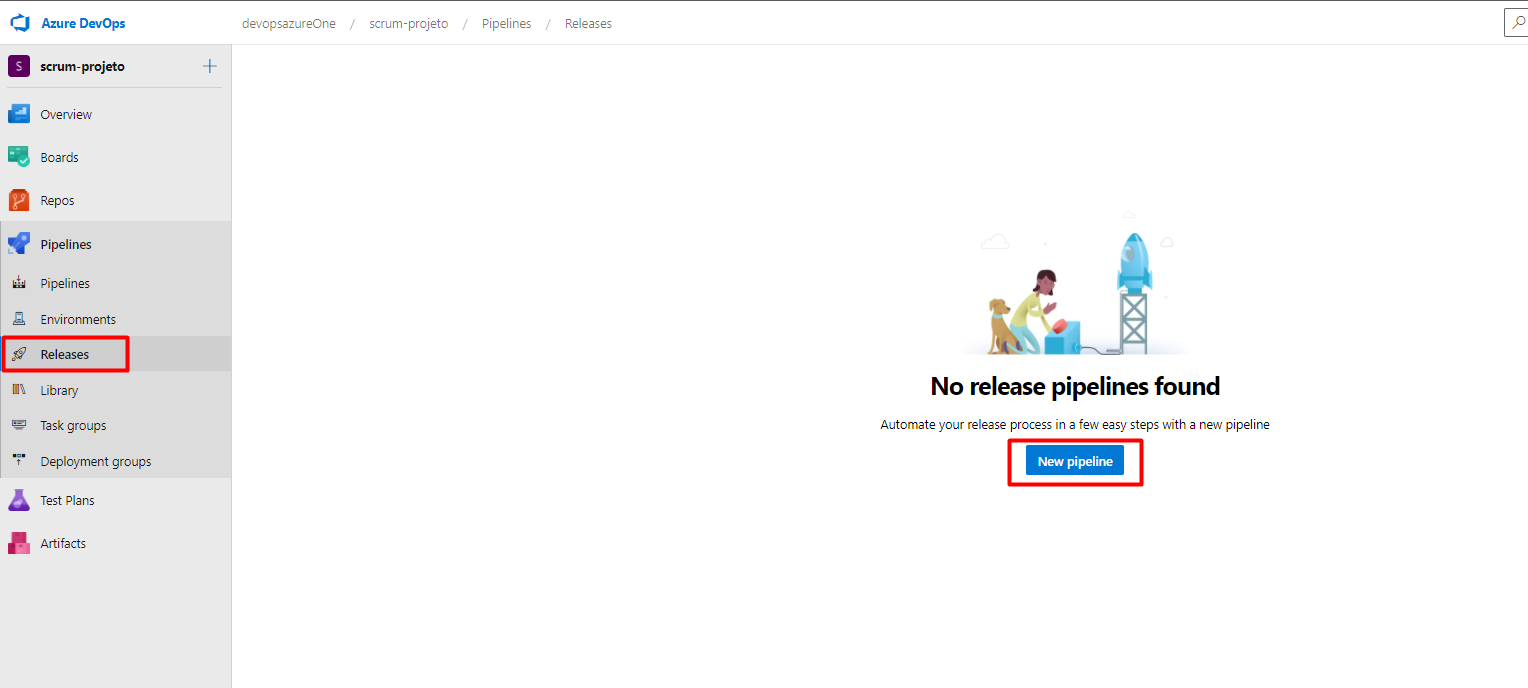 Azure DevOps
devopsazureOne / scrum-projeto / Pipelines / Releases
S scrum-projeto
Overview
Boards
Repos
Pipelines
Pipelines
Environments
Releases
Library
Task groups
Deployment groups
Test Plans
Artifacts
No release pipelines found
Automate your release process in a few easy steps with a new pipeline
New pipeline